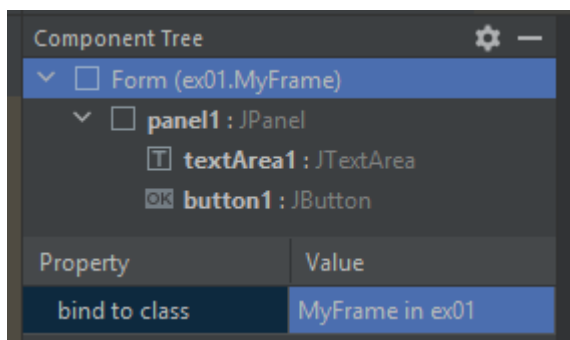 Component Tree
Form (ex01.MyFrame)
panel1 : JPanel
T textArea1 : JTextArea
OK button1 : JButton
Property Value
bind to class MyFrame in ex01